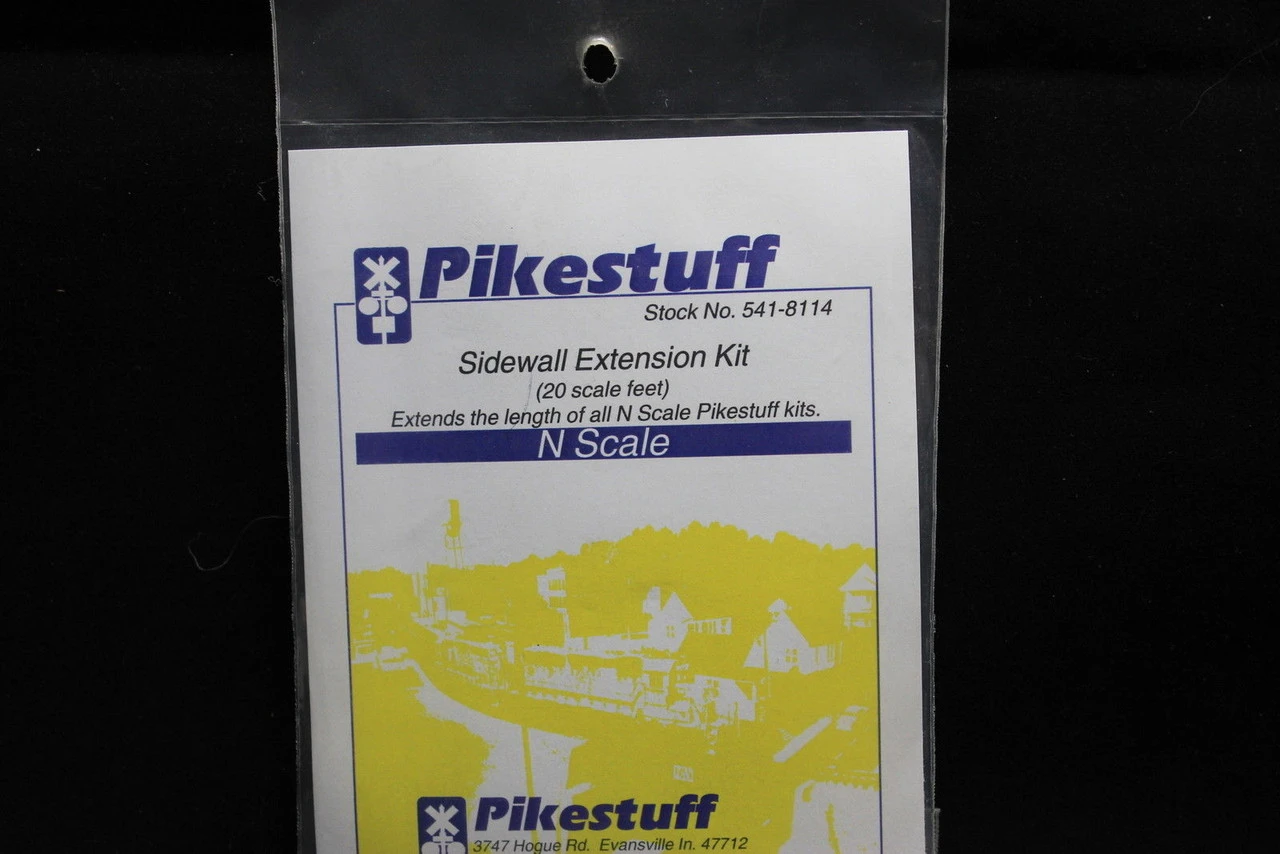 Pikestuff
Stock No. 541-8114
Sidewall Extension Kit
(20 scale feet)
Extends the length of all N Scale Pikestuff kits.
N Scale
Pikestuff
3747 Hogue Rd. Evansville In. 47712